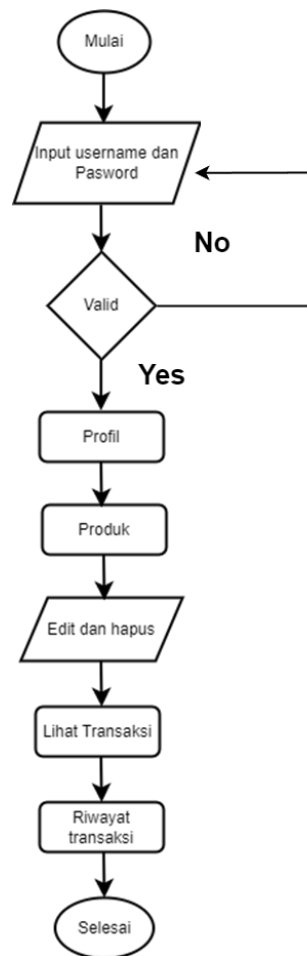 Mulai
Input username dan
Pasword
No
Valid
Yes
Profil
Produk
Edit dan hapus
Lihat Transaksi
Riwayat
transaksi
Selesai